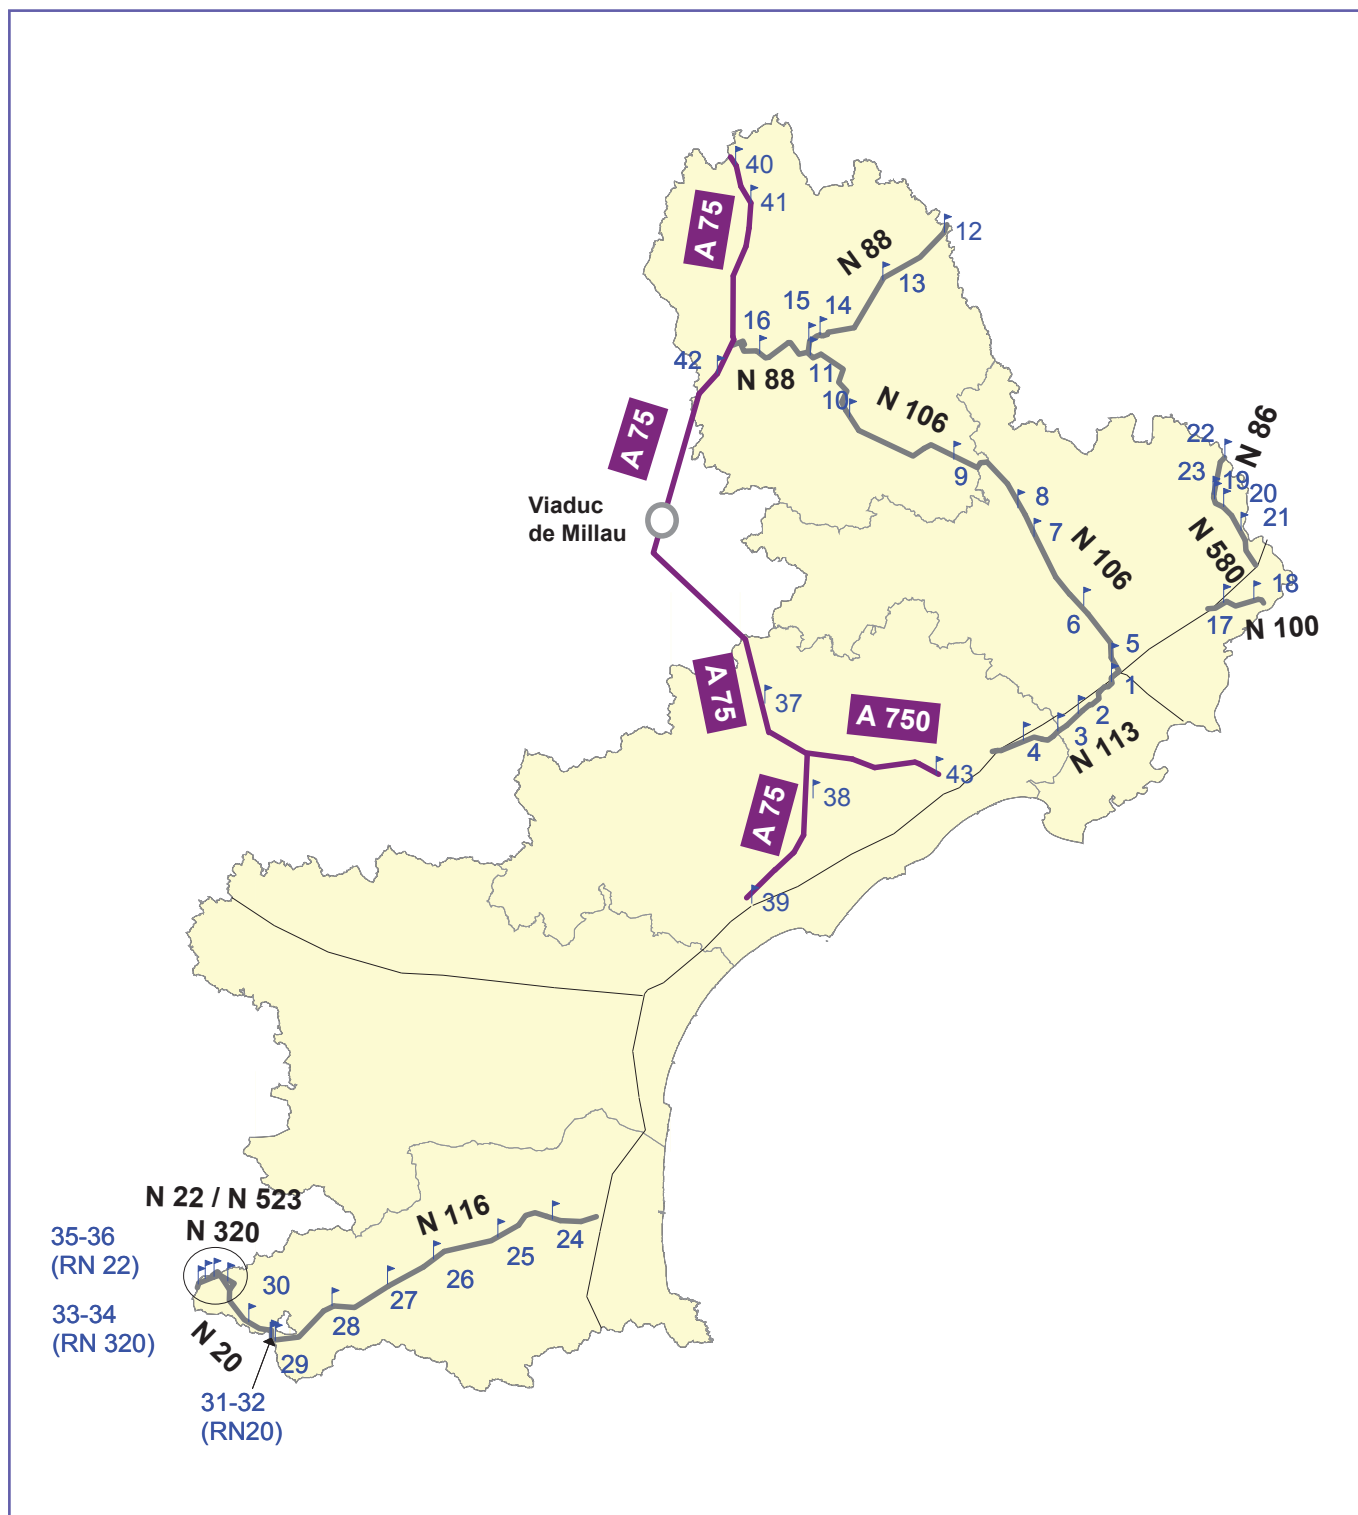 40
41
A 75
12
N 88
13
15
14
16
42
11
N 88
10
N 106
A 75
9
22
N 86
23
19
20
21
8
7
Viaduc
de Millau
N 106
N 580
18
17
N 100
6
5
1
2
3
4
N 113
A 75
37
A 750
43
38
A 75
39
N 22 / N 523
N 320
35-36
(RN 22)
33-34
(RN 320)
N 116
24
25
26
27
28
30
N 20
29
31-32
(RN20)